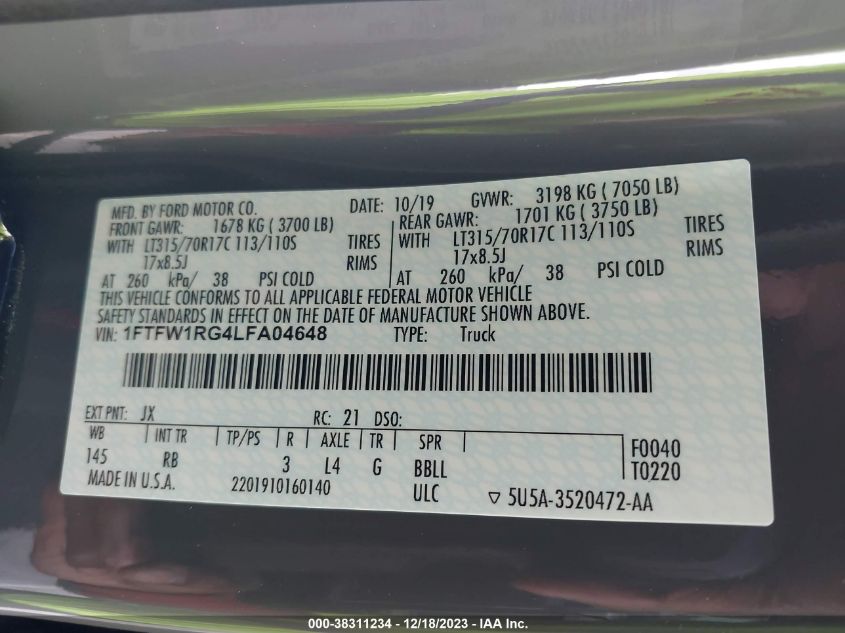 MFD. BY FORD MOTOR CO. DATE: 10/19 GVWR: 3198 KG ( 7050 LB)
FRONT GAWR: 1678 KG ( 3700 LB) REAR GAWR: 1701 KG ( 3750 LB)
WITH LT315/70R17C 113/110S TIRES WITH LT315/70R17C 113/110S TIRES
17x8.5J RIMS 17x8.5J RIMS
AT 260 kPa/ 38 PSI COLD AT 260 kPa/ 38 PSI COLD
THIS VEHICLE CONFORMS TO ALL APPLICABLE FEDERAL MOTOR VEHICLE
SAFETY STANDARDS IN EFFECT ON THE DATE OF MANUFACTURE SHOWN ABOVE.
VIN: 1FTFW1RG4LFA04648 TYPE: Truck
EXT PNT: JX RC: 21 DSO:
WB INT TR TP/PS R AXLE TR SPR F0040
145 RB 3 L4 G BBLL T0220
MADE IN U.S.A. 2201910160140 ULC ▽ 5U5A-3520472-AA
000-38311234 - 12/18/2023 - IAA Inc.